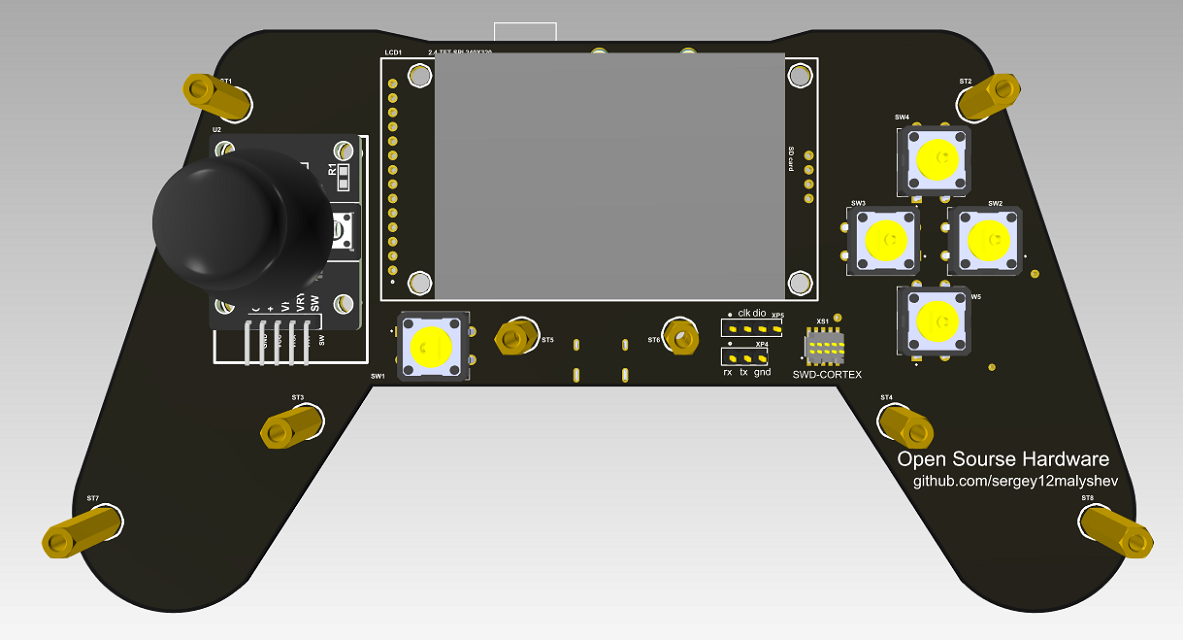 LCD1
2.4 TFT SPI 240X320
ST1
ST2
SW4
U2
R1
SD card
SW3
SW2
VRY
SW
SW
clk dio
XP5
XS1
ST5
ST6
XP4
rx tx gnd
SWD-CORTEX
SW1
ST3
ST4
Open Sourse Hardware
github.com/sergey12malyshev
ST7
ST8